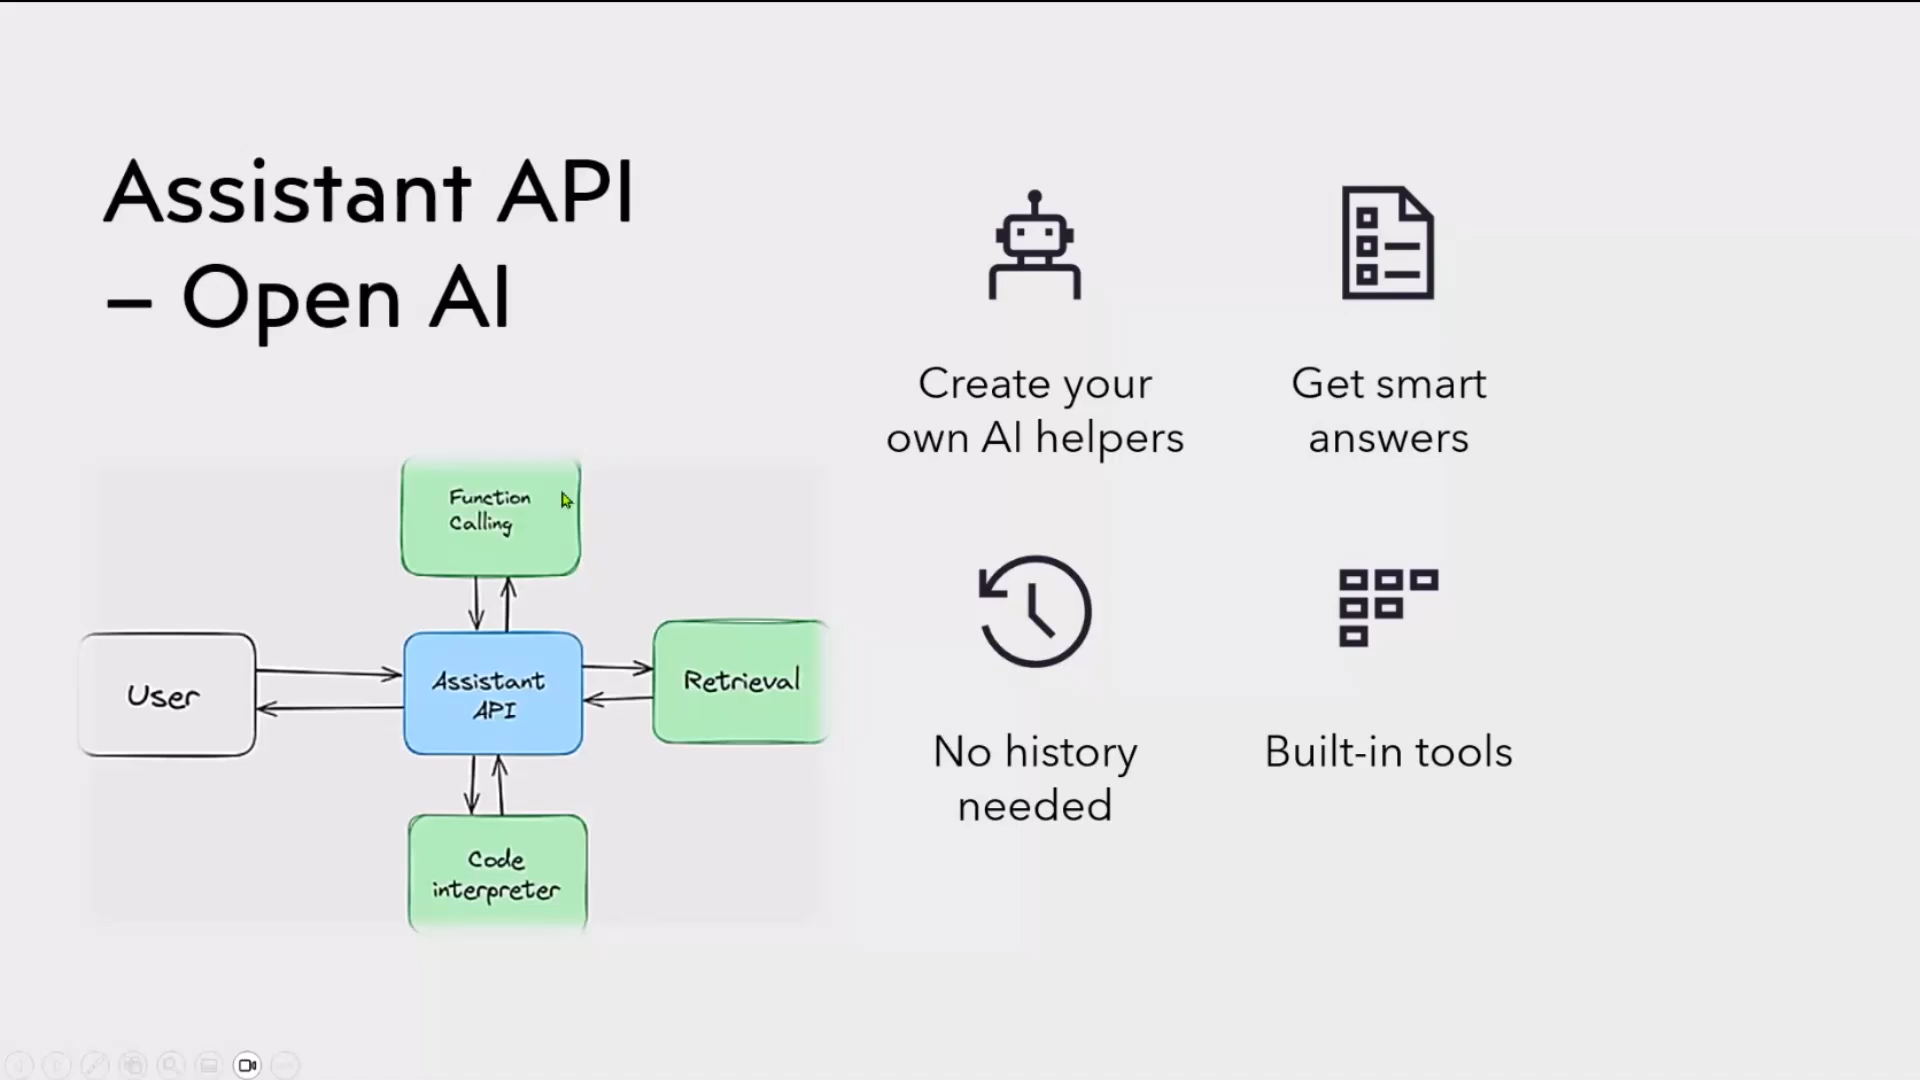 Assistant API
– Open AI
Function
Calling
User
Assistant
API
Retrieval
Code
interpreter
Create your
own AI helpers
Get smart
answers
No history
needed
Built-in tools